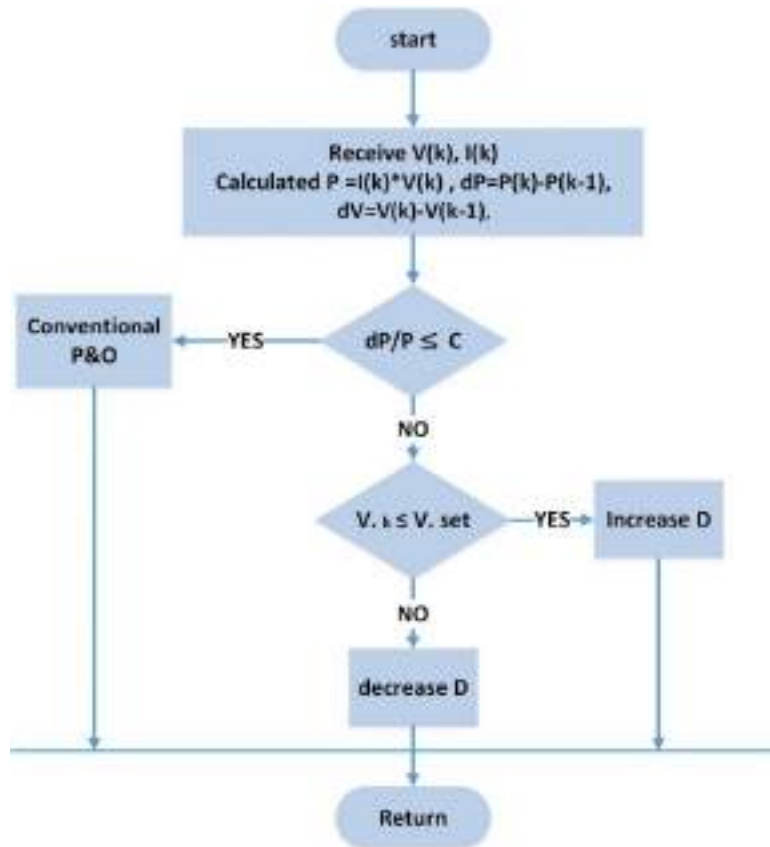 start
Receive V(k), I(k)
Calculated P =I(k)*V(k) , dP=P(k)-P(k-1),
dV=V(k)-V(k-1).
dP/P ≤ C
YES
Conventional
P&O
NO
V. k ≤ V. set
YES
Increase D
NO
decrease D
Return